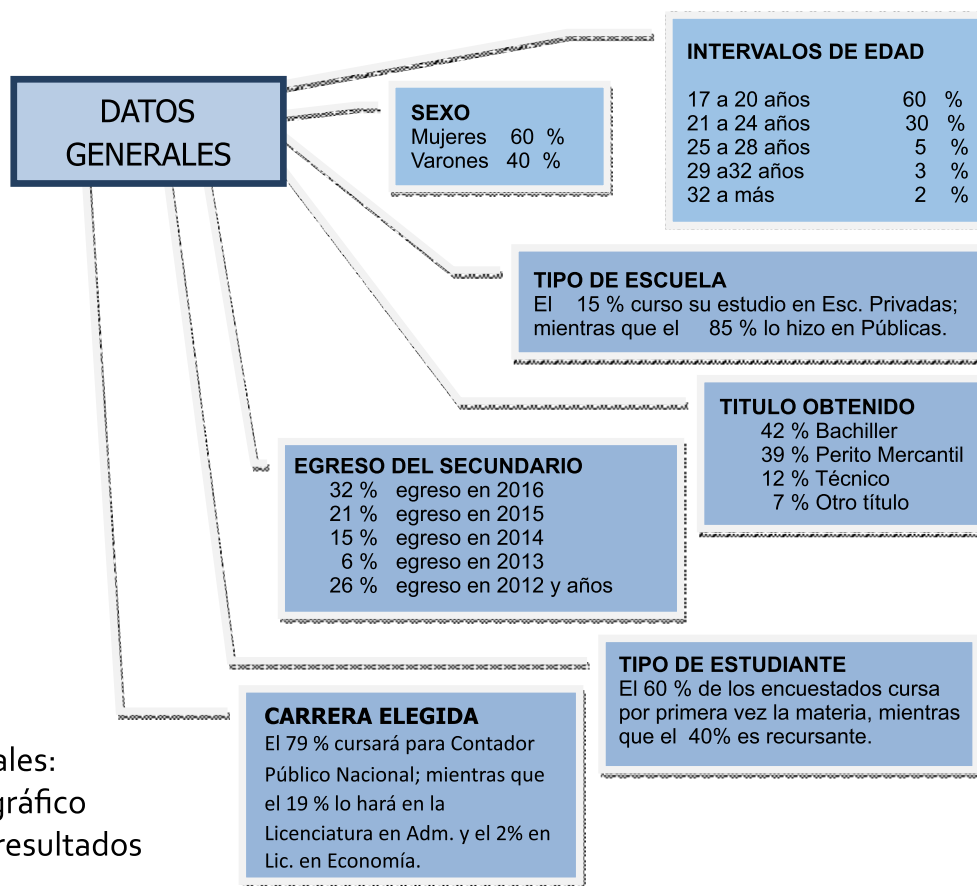 DATOS
GENERALES
SEXO
Mujeres 60 %
Varones 40 %
INTERVALOS DE EDAD
17 a 20 años 60 %
21 a 24 años 30 %
25 a 28 años 5 %
29 a32 años 3 %
32 a más 2 %
TIPO DE ESCUELA
El 15 % curso su estudio en Esc. Privadas;
mientras que el 85 % lo hizo en Públicas.
TITULO OBTENIDO
42 % Bachiller
39 % Perito Mercantil
12 % Técnico
7 % Otro título
EGRESO DEL SECUNDARIO
32 % egreso en 2016
21 % egreso en 2015
15 % egreso en 2014
6 % egreso en 2013
26 % egreso en 2012 y años
TIPO DE ESTUDIANTE
El 60 % de los encuestados cursa
por primera vez la materia, mientras
que el 40% es recursante.
CARRERA ELEGIDA
El 79 % cursará para Contador
Público Nacional; mientras que
el 19 % lo hará en la
Licenciatura en Adm. y el 2% en
Lic. en Economía.
ales:
gráfico
resultados